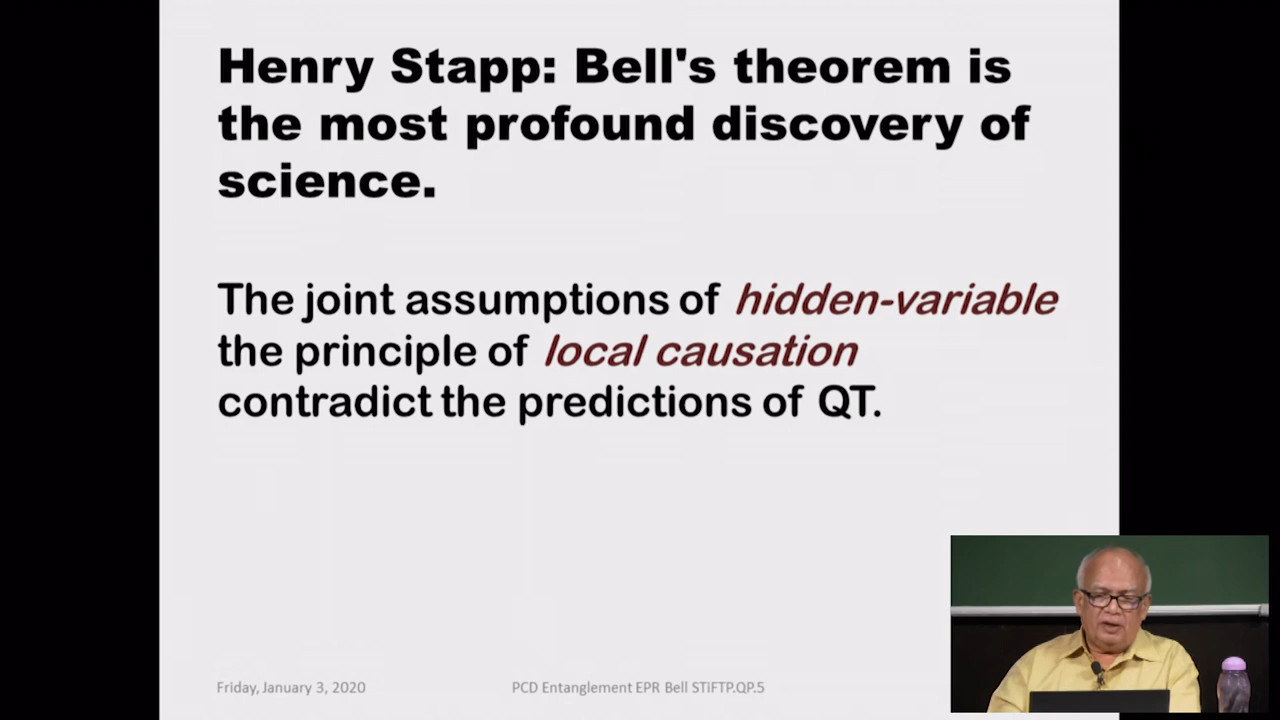 Henry Stapp: Bell's theorem is
the most profound discovery of
science.
The joint assumptions of hidden-variable
the principle of local causation
contradict the predictions of QT.
Friday, January 3, 2020
PCD Entanglement EPR Bell STiFTP.QP.5